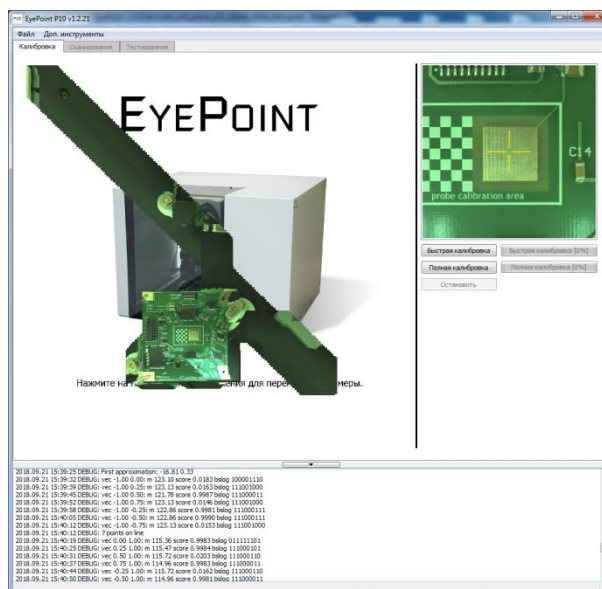 EyePoint P10 v1.2.21
Файл Доп. инструменты
Калибровка Сканирование Тестирование
EYEPOINT
C14
probe calibration area
Быстрая калибровка Быстрая калибровка [0%]
Полная калибровка Полная калибровка [0%]
Остановить
Нажмите на для меры.
2018.09.21 15:39:25 DEBUG: First approximation: -16.81 0.33
2018.09.21 15:39:32 DEBUG: vec -1.00 0.00: m 123.10 score 0.0183 bslog 100001110
2018.09.21 15:39:39 DEBUG: vec -1.00 0.25: m 123.13 score 0.0163 bslog 111001000
2018.09.21 15:39:45 DEBUG: vec -1.00 0.50: m 121.78 score 0.9987 bslog 111000011
2018.09.21 15:39:52 DEBUG: vec -1.00 0.75: m 123.13 score 0.0146 bslog 111001000
2018.09.21 15:39:58 DEBUG: vec -1.00 -0.25: m 122.86 score 0.9981 bslog 111000111
2018.09.21 15:40:05 DEBUG: vec -1.00 -0.50: m 122.86 score 0.9990 bslog 111000111
2018.09.21 15:40:12 DEBUG: vec -1.00 -0.75: m 123.13 score 0.0153 bslog 111001000
2018.09.21 15:40:12 DEBUG: 7 points on line
2018.09.21 15:40:19 DEBUG: vec 0.00 1.00: m 115.36 score 0.9983 bslog 011111101
2018.09.21 15:40:25 DEBUG: vec 0.25 1.00: m 115.47 score 0.9984 bslog 111000101
2018.09.21 15:40:31 DEBUG: vec 0.50 1.00: m 115.72 score 0.0203 bslog 111000110
2018.09.21 15:40:37 DEBUG: vec 0.75 1.00: m 114.96 score 0.9983 bslog 111000011
2018.09.21 15:40:44 DEBUG: vec -0.25 1.00: m 115.72 score 0.0162 bslog 111000110
2018.09.21 15:40:50 DEBUG: vec -0.50 1.00: m 114.96 score 0.9981 bslog 111000011